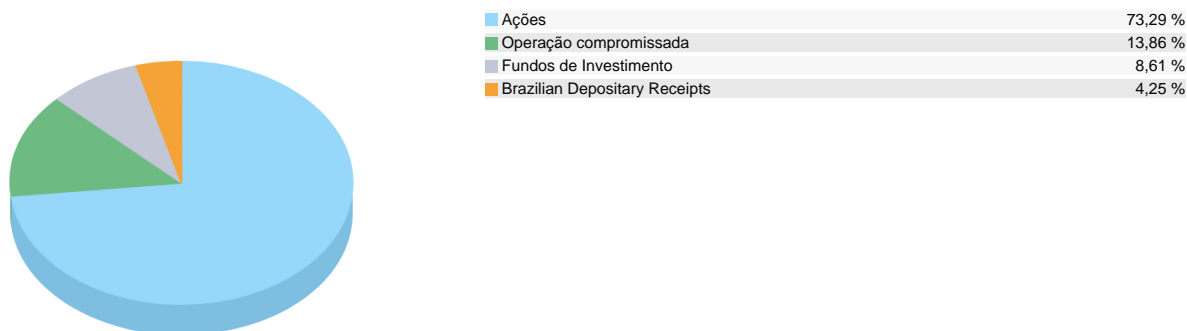 Ações 73,29 %
Operação compromissada 13,86 %
Fundos de Investimento 8,61 %
Brazilian Depositary Receipts 4,25 %